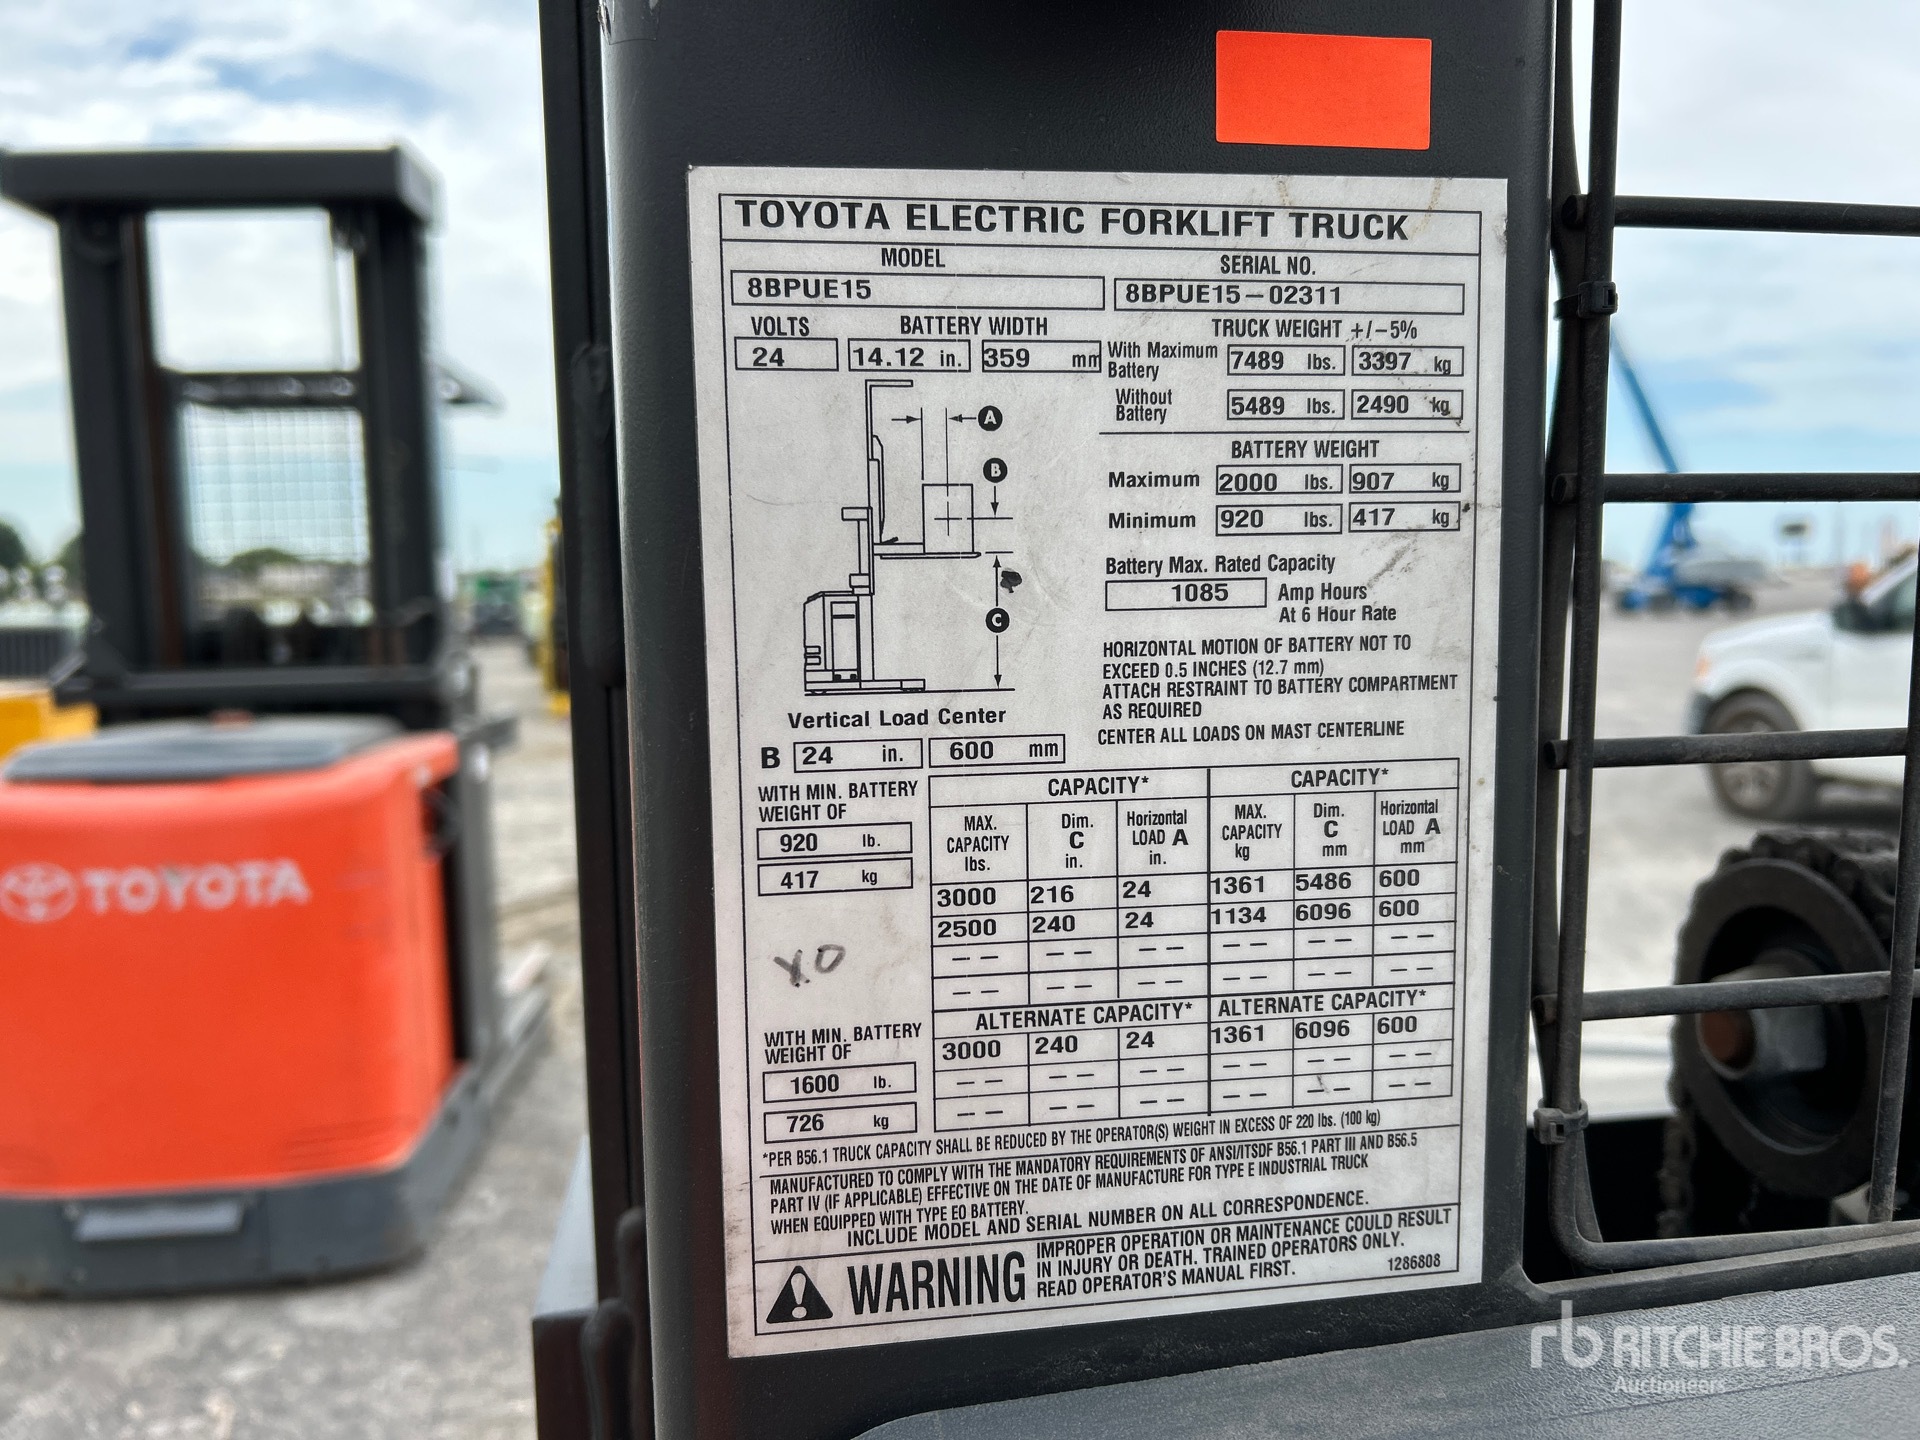 TOYOTA ELECTRIC FORKLIFT TRUCK
MODEL SERIAL NO.
8BPUE15 8BPUE15-02311
VOLTS BATTERY WIDTH TRUCK WEIGHT +/-5%
24 14.12 in. 359 mm With Maximum Battery 7489 lbs. 3397 kg
Without Battery 5489 lbs. 2490 kg
A
B
C
BATTERY WEIGHT
Maximum 2000 lbs. 907 kg
Minimum 920 lbs. 417 kg
Battery Max. Rated Capacity
1085 Amp Hours
At 6 Hour Rate
HORIZONTAL MOTION OF BATTERY NOT TO
EXCEED 0.5 INCHES (12.7 mm)
ATTACH RESTRAINT TO BATTERY COMPARTMENT
AS REQUIRED
CENTER ALL LOADS ON MAST CENTERLINE
Vertical Load Center
B 24 in. 600 mm
WITH MIN. BATTERY
WEIGHT OF
920 lb.
417 kg
CAPACITY* CAPACITY*
MAX. CAPACITY lbs. Dim. C in. Horizontal LOAD A in. MAX. CAPACITY kg Dim. C mm Horizontal LOAD A mm
3000 216 24 1361 5486 600
2500 240 24 1134 6096 600
-- -- -- -- -- --
-- -- -- -- -- --
XO
WITH MIN. BATTERY
WEIGHT OF
1600 lb.
726 kg
ALTERNATE CAPACITY* ALTERNATE CAPACITY*
3000 240 24 1361 6096 600
-- -- -- -- -- --
-- -- -- -- -- --
*PER B56.1 TRUCK CAPACITY SHALL BE REDUCED BY THE OPERATOR(S) WEIGHT IN EXCESS OF 220 lbs. (100 kg)
MANUFACTURED TO COMPLY WITH THE MANDATORY REQUIREMENTS OF ANSI/ITSDF B56.1 PART III AND B56.5
PART IV (IF APPLICABLE) EFFECTIVE ON THE DATE OF MANUFACTURE FOR TYPE E INDUSTRIAL TRUCK
WHEN EQUIPPED WITH TYPE EO BATTERY.
INCLUDE MODEL AND SERIAL NUMBER ON ALL CORRESPONDENCE.
WARNING
IMPROPER OPERATION OR MAINTENANCE COULD RESULT
IN INJURY OR DEATH. TRAINED OPERATORS ONLY.
READ OPERATOR'S MANUAL FIRST. 1286808
TOYOTA
rb RITCHIE BROS.
Auctioneers